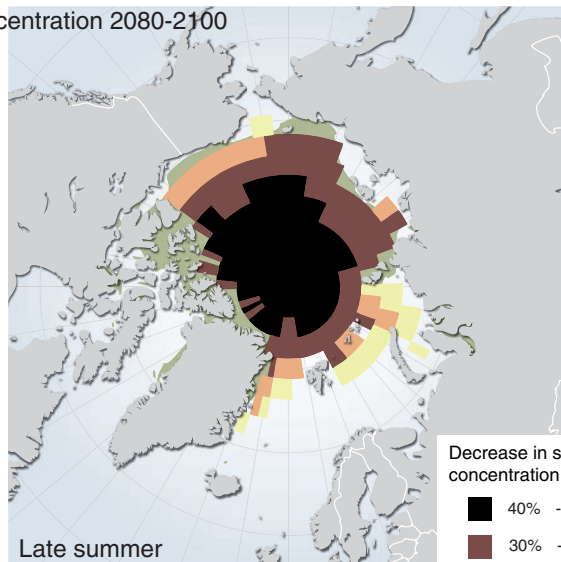 centration 2080-2100
Decrease in s
concentration
40% -
30% -
Late summer